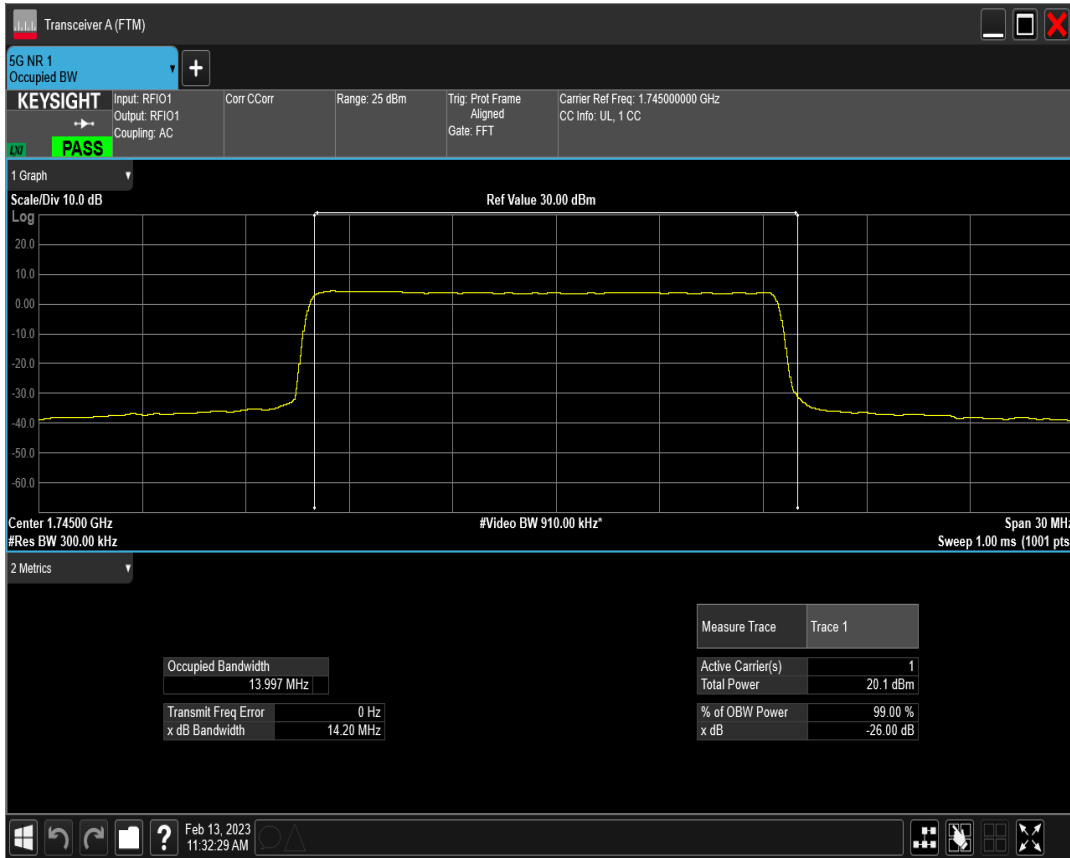 Transceiver A (FTM)
5G NR 1
Occupied BW
+
KEYSIGHT
LXI
PASS
Input: RFIO1
Output: RFIO1
Coupling: AC
Corr CCorr
Range: 25 dBm
Trig: Prot Frame
Aligned
Gate: FFT
Carrier Ref Freq: 1.745000000 GHz
CC Info: UL, 1 CC
1 Graph
Scale/Div 10.0 dB
Ref Value 30.00 dBm
Log
20.0
10.0
0.00
-10.0
-20.0
-30.0
-40.0
-50.0
-60.0
Center 1.74500 GHz
#Video BW 910.00 kHz*
Span 30 MHz
#Res BW 300.00 kHz
Sweep 1.00 ms (1001 pts
2 Metrics
Measure Trace Trace 1
Occupied Bandwidth
13.997 MHz
Active Carrier(s) 1
Total Power 20.1 dBm
Transmit Freq Error 0 Hz
x dB Bandwidth 14.20 MHz
% of OBW Power 99.00 %
x dB -26.00 dB
?
Feb 13, 2023
11:32:29 AM